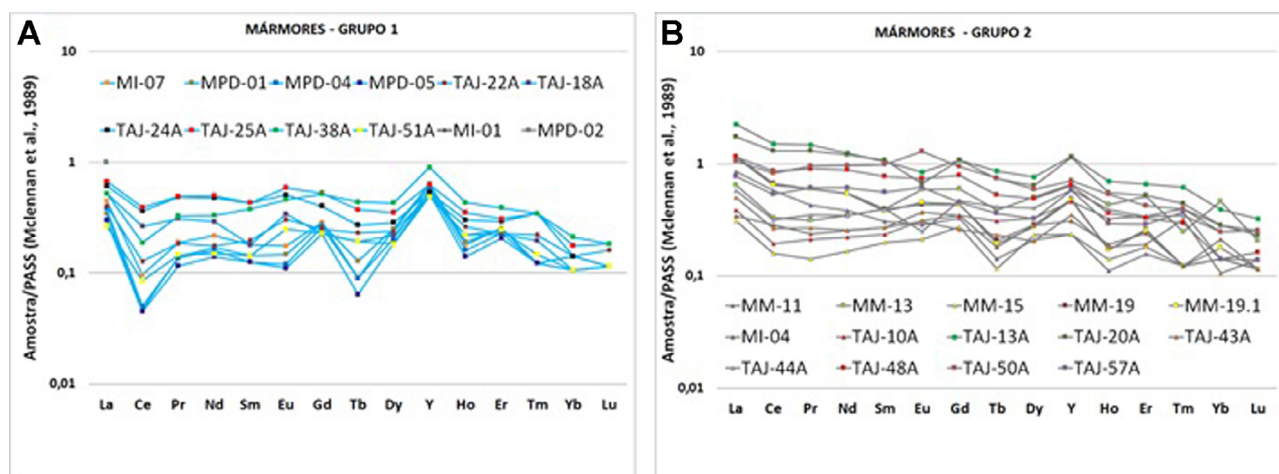 A
MÁRMORES - GRUPO 1
Amostra/PASS (Mclennan et al., 1989)
10
1
0,1
0,01
MI-07 MPD-01 MPD-04 MPD-05 TAJ-22A TAJ-18A
TAJ-24A TAJ-25A TAJ-38A TAJ-51A MI-01 MPD-02
La Ce Pr Nd Sm Eu Gd Tb Dy Y Ho Er Tm Yb Lu
B
MÁRMORES - GRUPO 2
Amostra/PASS (Mclennan et al., 1989)
10
1
0,1
0,01
MM-11 MM-13 MM-15 MM-19 MM-19.1
MI-04 TAJ-10A TAJ-13A TAJ-20A TAJ-43A
TAJ-44A TAJ-48A TAJ-50A TAJ-57A
La Ce Pr Nd Sm Eu Gd Tb Dy Y Ho Er Tm Yb Lu